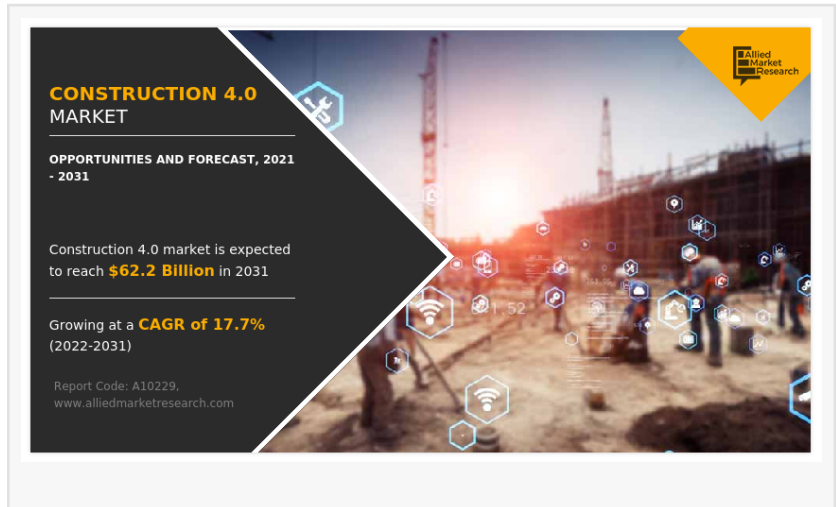 CONSTRUCTION 4.0
MARKET
OPPORTUNITIES AND FORECAST, 2021
- 2031
Construction 4.0 market is expected
to reach $62.2 Billion in 2031
Growing at a CAGR of 17.7%
(2022-2031)
Report Code: A10229,
www.alliedmarketresearch.com
Allied
Market
Research